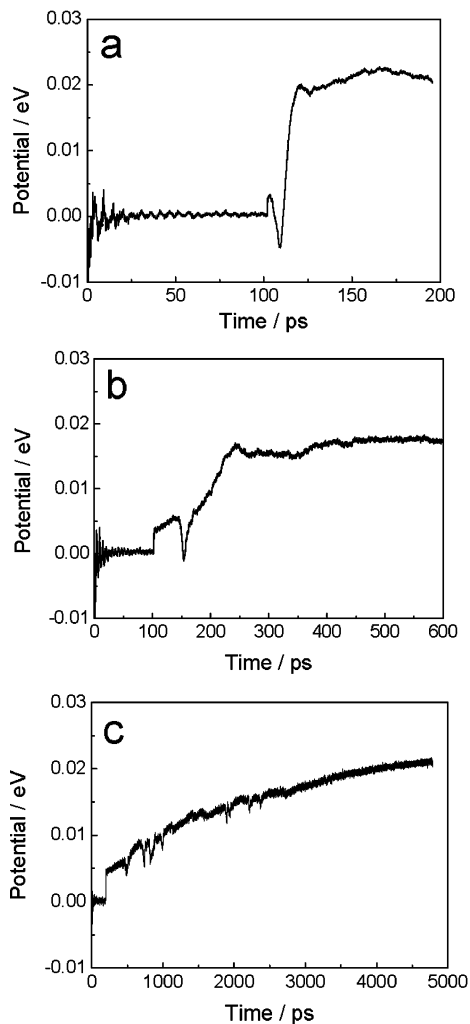 a
0.03
0.02
0.01
0.00
-0.01
Potential / eV
0 50 100 150 200
Time / ps
b
0.03
0.02
0.01
0.00
-0.01
Potential / eV
0 100 200 300 400 500 600
Time / ps
c
0.03
0.02
0.01
0.00
-0.01
Potential / eV
0 1000 2000 3000 4000 5000
Time / ps